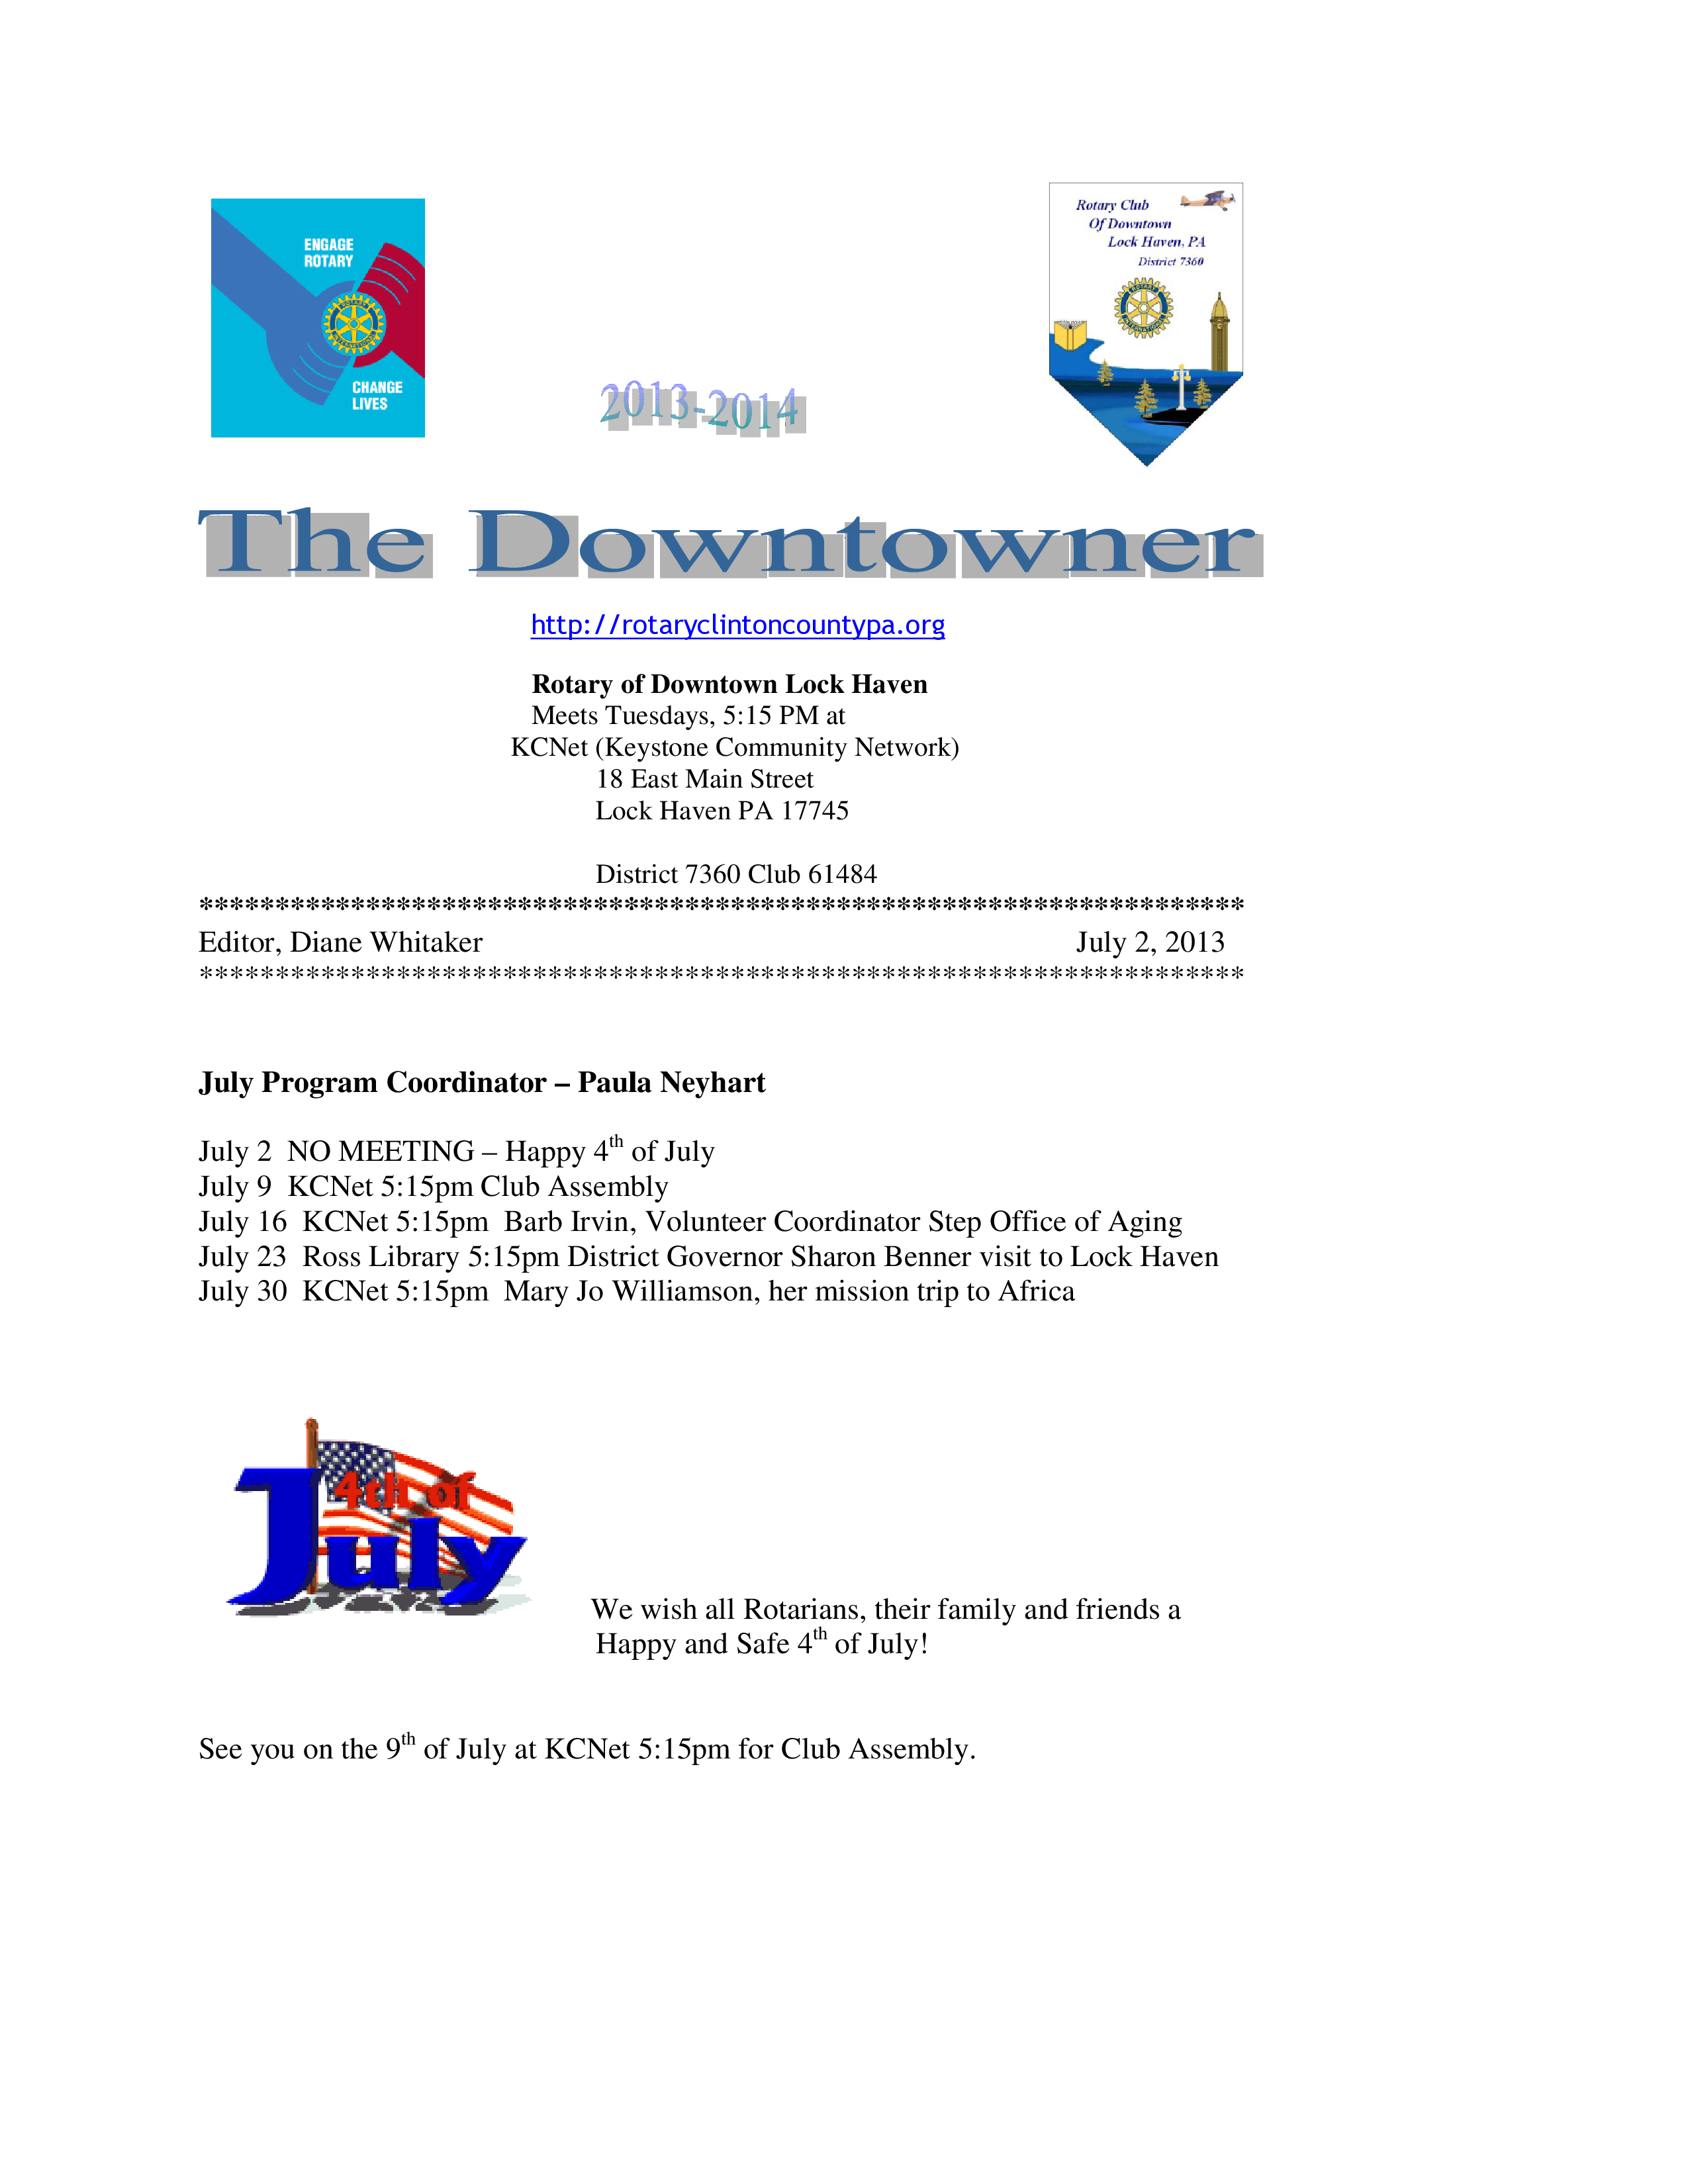 ENGAGE
ROTARY
CHANGE
LIVES
2013-2014
Rotary Club
Of Downtown
Lock Haven, PA
District 7360
ROTARY
INTERNATIONAL
The Downtowner
http://rotaryclintoncountypa.org
Rotary of Downtown Lock Haven
Meets Tuesdays, 5:15 PM at
KCNet (Keystone Community Network)
18 East Main Street
Lock Haven PA 17745
District 7360 Club 61484
*********************************************************************
Editor, Diane Whitaker July 2, 2013
*********************************************************************
July Program Coordinator – Paula Neyhart
July 2 NO MEETING – Happy 4th of July
July 9 KCNet 5:15pm Club Assembly
July 16 KCNet 5:15pm Barb Irvin, Volunteer Coordinator Step Office of Aging
July 23 Ross Library 5:15pm District Governor Sharon Benner visit to Lock Haven
July 30 KCNet 5:15pm Mary Jo Williamson, her mission trip to Africa
4th of
July
We wish all Rotarians, their family and friends a
Happy and Safe 4th of July!
See you on the 9th of July at KCNet 5:15pm for Club Assembly.